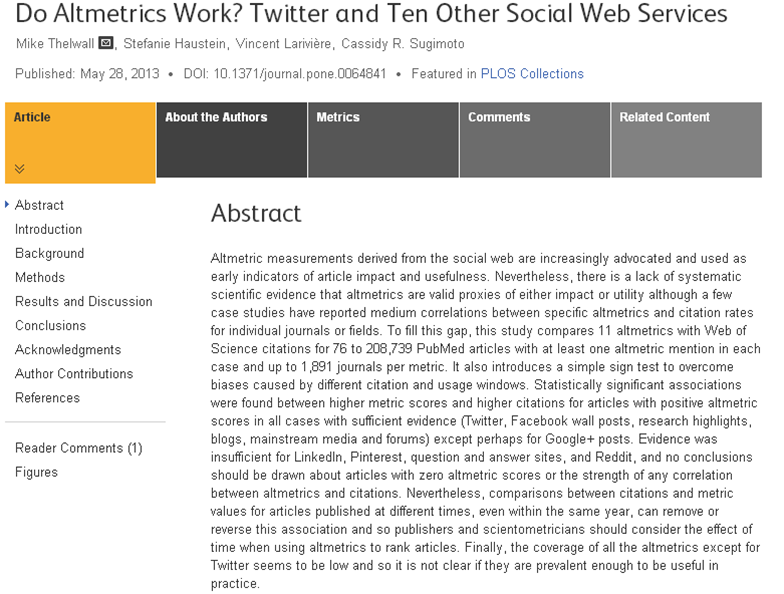 Do Altmetrics Work? Twitter and Ten Other Social Web Services
Mike Thelwall, Stefanie Haustein, Vincent Larivière, Cassidy R. Sugimoto
Published: May 28, 2013 • DOI: 10.1371/journal.pone.0064841 • Featured in PLOS Collections
Article
About the Authors
Metrics
Comments
Related Content
Abstract
Introduction
Background
Methods
Results and Discussion
Conclusions
Acknowledgments
Author Contributions
References
Reader Comments (1)
Figures
Abstract
Altmetric measurements derived from the social web are increasingly advocated and used as
early indicators of article impact and usefulness. Nevertheless, there is a lack of systematic
scientific evidence that altmetrics are valid proxies of either impact or utility although a few
case studies have reported medium correlations between specific altmetrics and citation rates
for individual journals or fields. To fill this gap, this study compares 11 altmetrics with Web of
Science citations for 76 to 208,739 PubMed articles with at least one altmetric mention in each
case and up to 1,891 journals per metric. It also introduces a simple sign test to overcome
biases caused by different citation and usage windows. Statistically significant associations
were found between higher metric scores and higher citations for articles with positive altmetric
scores in all cases with sufficient evidence (Twitter, Facebook wall posts, research highlights,
blogs, mainstream media and forums) except perhaps for Google+ posts. Evidence was
insufficient for LinkedIn, Pinterest, question and answer sites, and Reddit, and no conclusions
should be drawn about articles with zero altmetric scores or the strength of any correlation
between altmetrics and citations. Nevertheless, comparisons between citations and metric
values for articles published at different times, even within the same year, can remove or
reverse this association and so publishers and scientometricians should consider the effect of
time when using altmetrics to rank articles. Finally, the coverage of all the altmetrics except for
Twitter seems to be low and so it is not clear if they are prevalent enough to be useful in
practice.